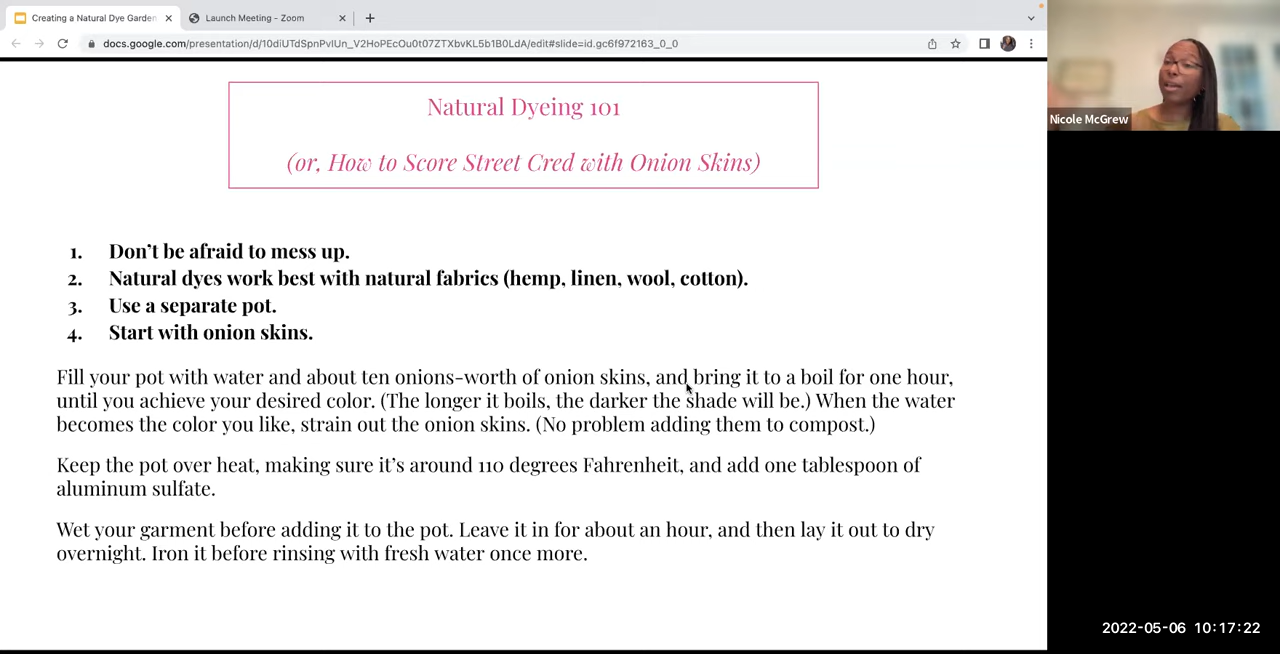 Creating a Natural Dye Garden
Launch Meeting - Zoom
docs.google.com/presentation/d/10diUTdSpnPvIUn_V2HoPEcOu0t07ZTXbvKL5b1B0LdA/edit#slide=id.gc6f972163_0_0
Natural Dyeing 101
(or, How to Score Street Cred with Onion Skins)
1. Don't be afraid to mess up.
2. Natural dyes work best with natural fabrics (hemp, linen, wool, cotton).
3. Use a separate pot.
4. Start with onion skins.
Fill your pot with water and about ten onions-worth of onion skins, and bring it to a boil for one hour,
until you achieve your desired color. (The longer it boils, the darker the shade will be.) When the water
becomes the color you like, strain out the onion skins. (No problem adding them to compost.)
Keep the pot over heat, making sure it's around 110 degrees Fahrenheit, and add one tablespoon of
aluminum sulfate.
Wet your garment before adding it to the pot. Leave it in for about an hour, and then lay it out to dry
overnight. Iron it before rinsing with fresh water once more.
Nicole McGrew
2022-05-06 10:17:22